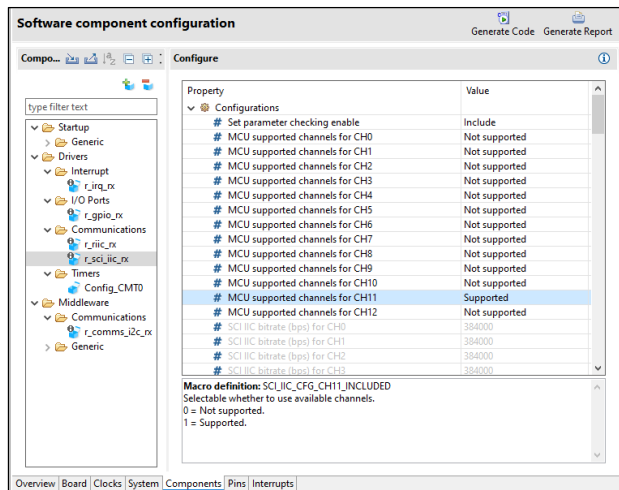 Software component configuration
Generate Code Generate Report
Compo...
Configure
type filter text
Startup
Generic
Drivers
Interrupt
r_irq_rx
I/O Ports
r_gpio_rx
Communications
r_riic_rx
r_sci_iic_rx
Timers
Config_CMT0
Middleware
Communications
r_comms_i2c_rx
Generic
Property Value
Configurations
# Set parameter checking enable Include
# MCU supported channels for CH0 Not supported
# MCU supported channels for CH1 Not supported
# MCU supported channels for CH2 Not supported
# MCU supported channels for CH3 Not supported
# MCU supported channels for CH4 Not supported
# MCU supported channels for CH5 Not supported
# MCU supported channels for CH6 Not supported
# MCU supported channels for CH7 Not supported
# MCU supported channels for CH8 Not supported
# MCU supported channels for CH9 Not supported
# MCU supported channels for CH10 Not supported
# MCU supported channels for CH11 Supported
# MCU supported channels for CH12 Not supported
# SCI IIC bitrate (bps) for CH0 384000
# SCI IIC bitrate (bps) for CH1 384000
# SCI IIC bitrate (bps) for CH2 384000
# SCI IIC bitrate (bps) for CH3 384000
Macro definition: SCI_IIC_CFG_CH11_INCLUDED
Selectable whether to use available channels.
0 = Not supported.
1 = Supported.
Overview Board Clocks System Components Pins Interrupts